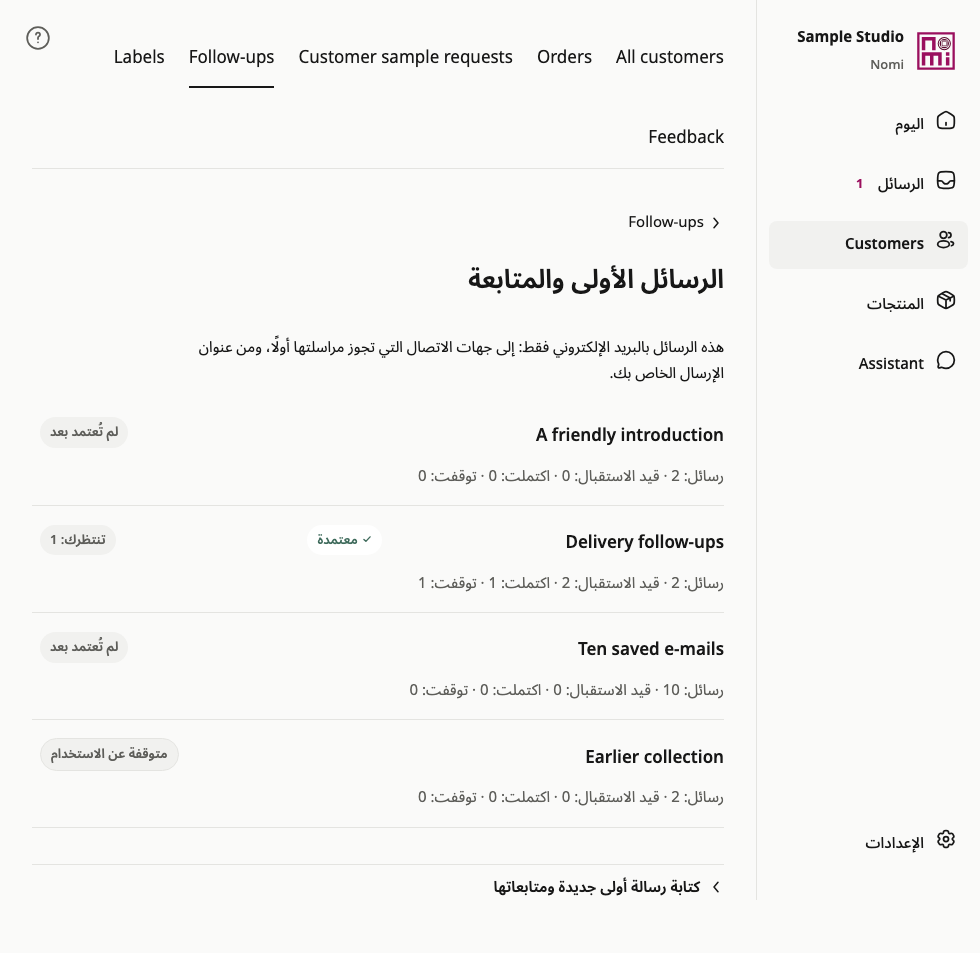 Sample Studio
Nomi
اليوم
الرسائل 1
Customers
المنتجات
Assistant
الإعدادات
All customers
Orders
Customer sample requests
Follow-ups
Labels
Feedback
Follow-ups
الرسائل الأولى والمتابعة
هذه الرسائل بالبريد الإلكتروني فقط: إلى جهات الاتصال التي تجوز مراسلتها أولًا، ومن عنوان
الإرسال الخاص بك.
A friendly introduction
لم تُعتمد بعد
رسائل: 2 · قيد الاستقبال: 0 · اكتملت: 0 · توقفت: 0
Delivery follow-ups
معتمدة
تنتظرك: 1
رسائل: 2 · قيد الاستقبال: 2 · اكتملت: 1 · توقفت: 1
Ten saved e-mails
لم تُعتمد بعد
رسائل: 10 · قيد الاستقبال: 0 · اكتملت: 0 · توقفت: 0
Earlier collection
متوقفة عن الاستخدام
رسائل: 2 · قيد الاستقبال: 0 · اكتملت: 0 · توقفت: 0
كتابة رسالة أولى جديدة ومتابعاتها